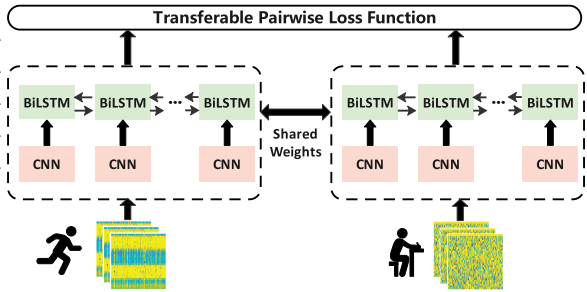 Transferable Pairwise Loss Function
BiLSTM BiLSTM ... BiLSTM
CNN CNN CNN
Shared
Weights
BiLSTM BiLSTM ... BiLSTM
CNN CNN CNN